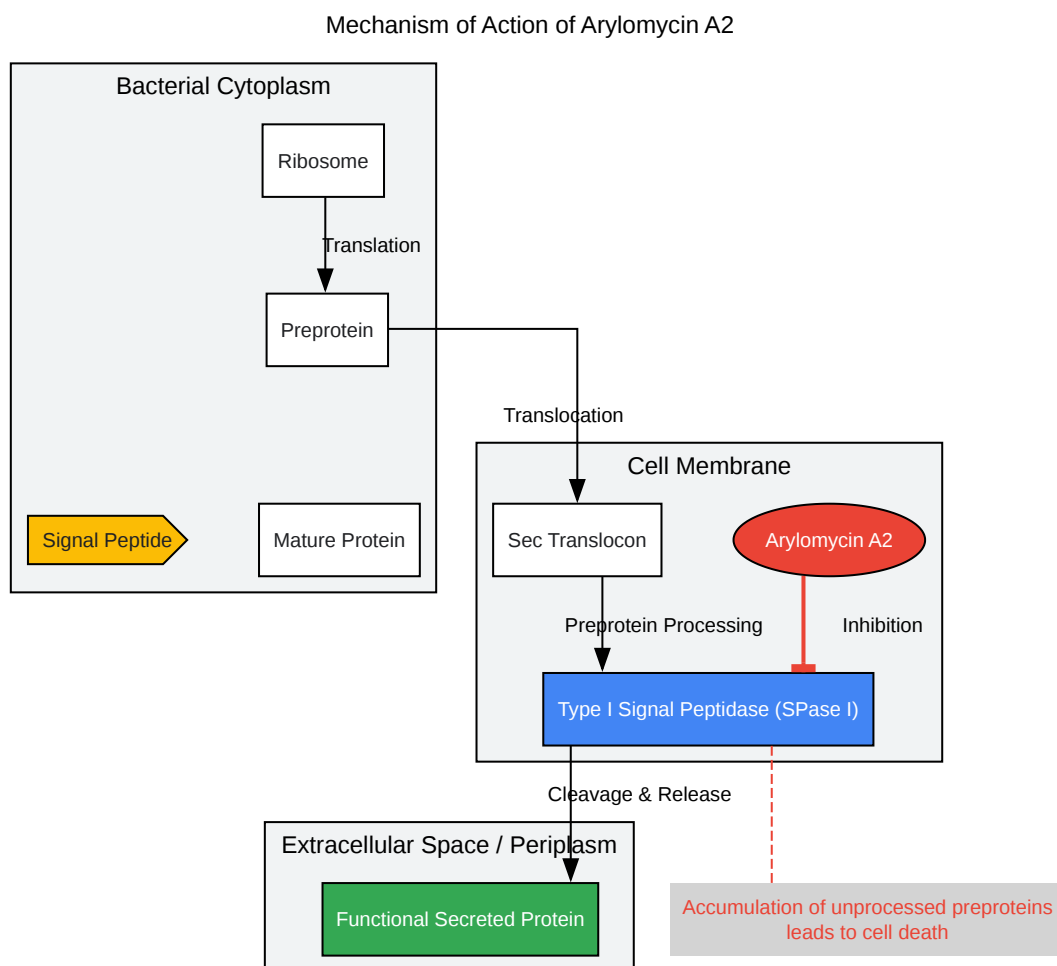 Mechanism of Action of Arylomycin A2
Bacterial Cytoplasm
Ribosome
Translation
Preprotein
Translocation
Cell Membrane
Signal Peptide
Mature Protein
Sec Translocon
Arylomycin A2
Preprotein Processing
Inhibition
Type I Signal Peptidase (SPase I)
Cleavage & Release
Extracellular Space / Periplasm
Functional Secreted Protein
Accumulation of unprocessed preproteins
leads to cell death